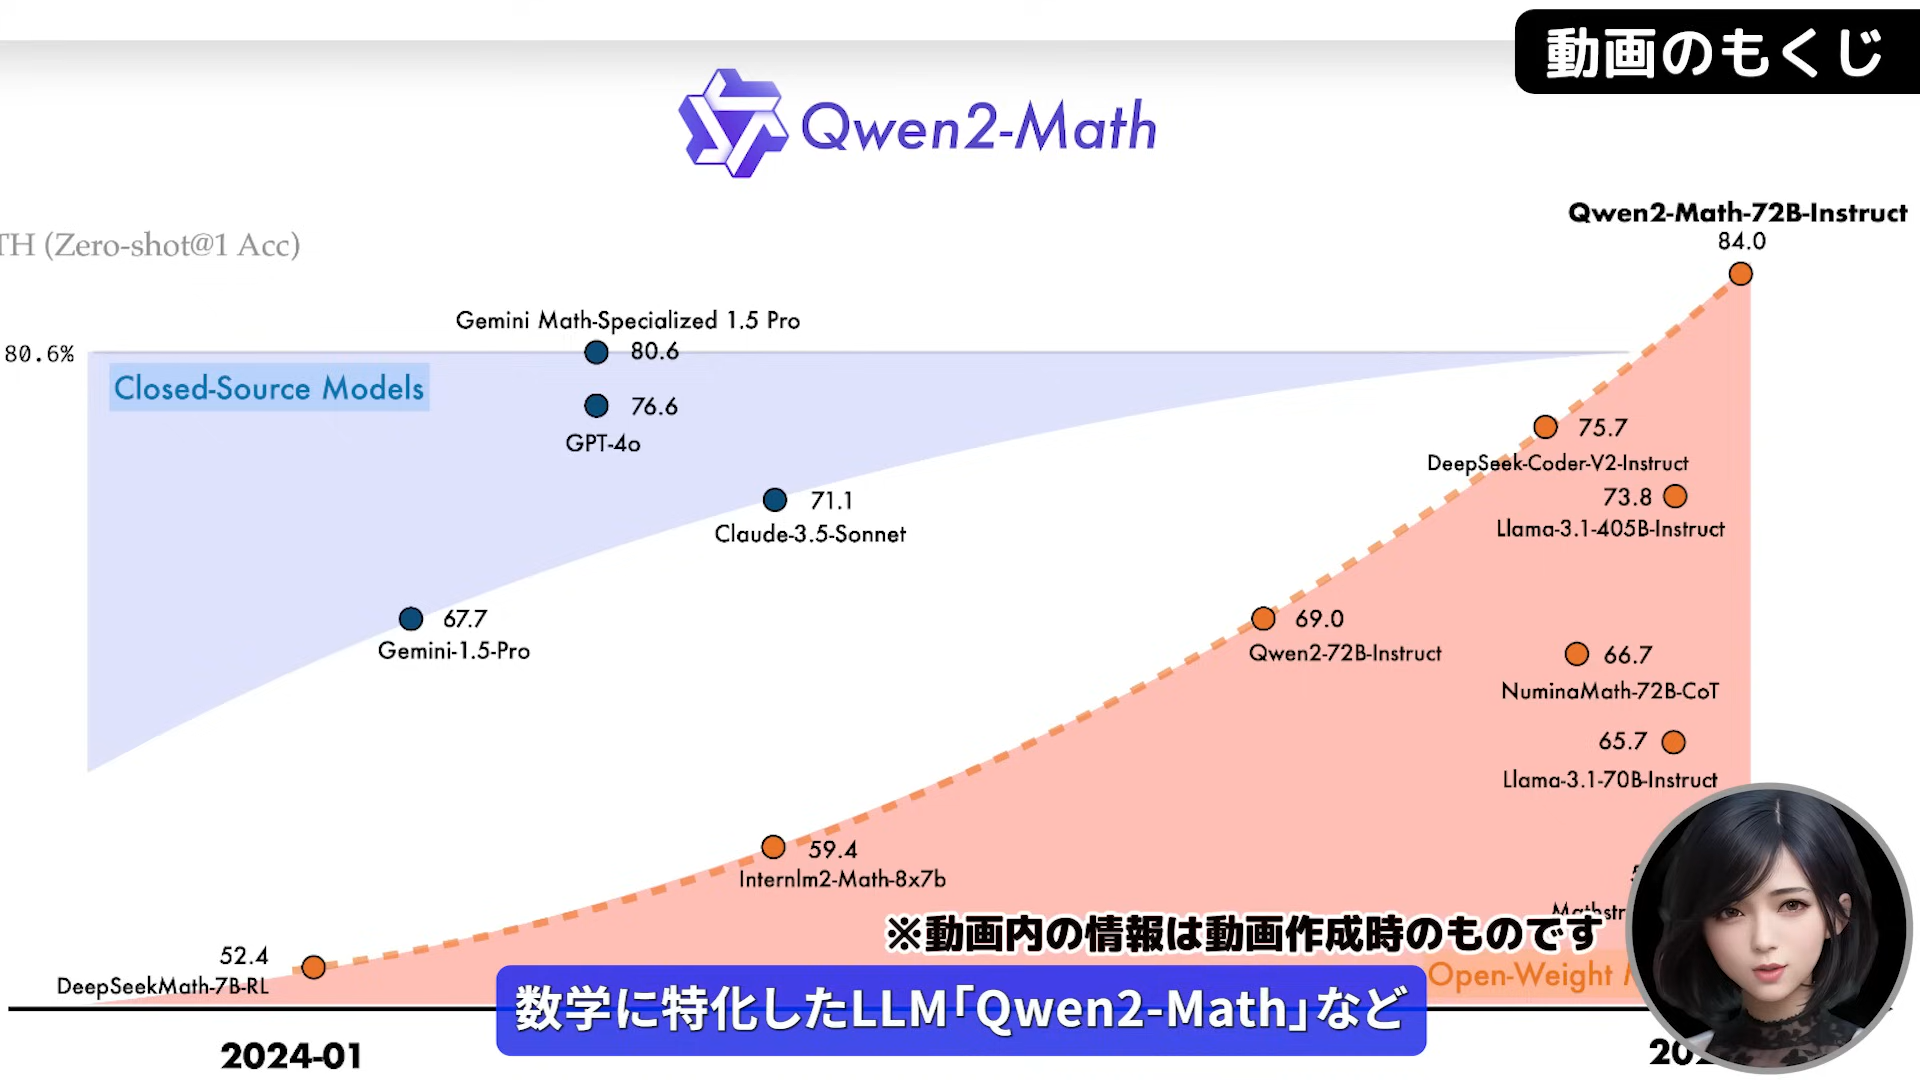 動画のもくじ
Qwen2-Math
TH (Zero-shot@1 Acc)
Qwen2-Math-72B-Instruct
84.0
Gemini Math-Specialized 1.5 Pro
80.6%
80.6
Closed-Source Models
76.6
GPT-4o
75.7
DeepSeek-Coder-V2-Instruct
71.1
Claude-3.5-Sonnet
73.8
Llama-3.1-405B-Instruct
67.7
Gemini-1.5-Pro
69.0
Qwen2-72B-Instruct
66.7
NuminaMath-72B-CoT
65.7
Llama-3.1-70B-Instruct
59.4
Internlm2-Math-8x7b
※動画内の情報は動画作成時のものです
52.4
DeepSeekMath-7B-RL
Open-Weight
数学に特化したLLM「Qwen2-Math」など
2024-01